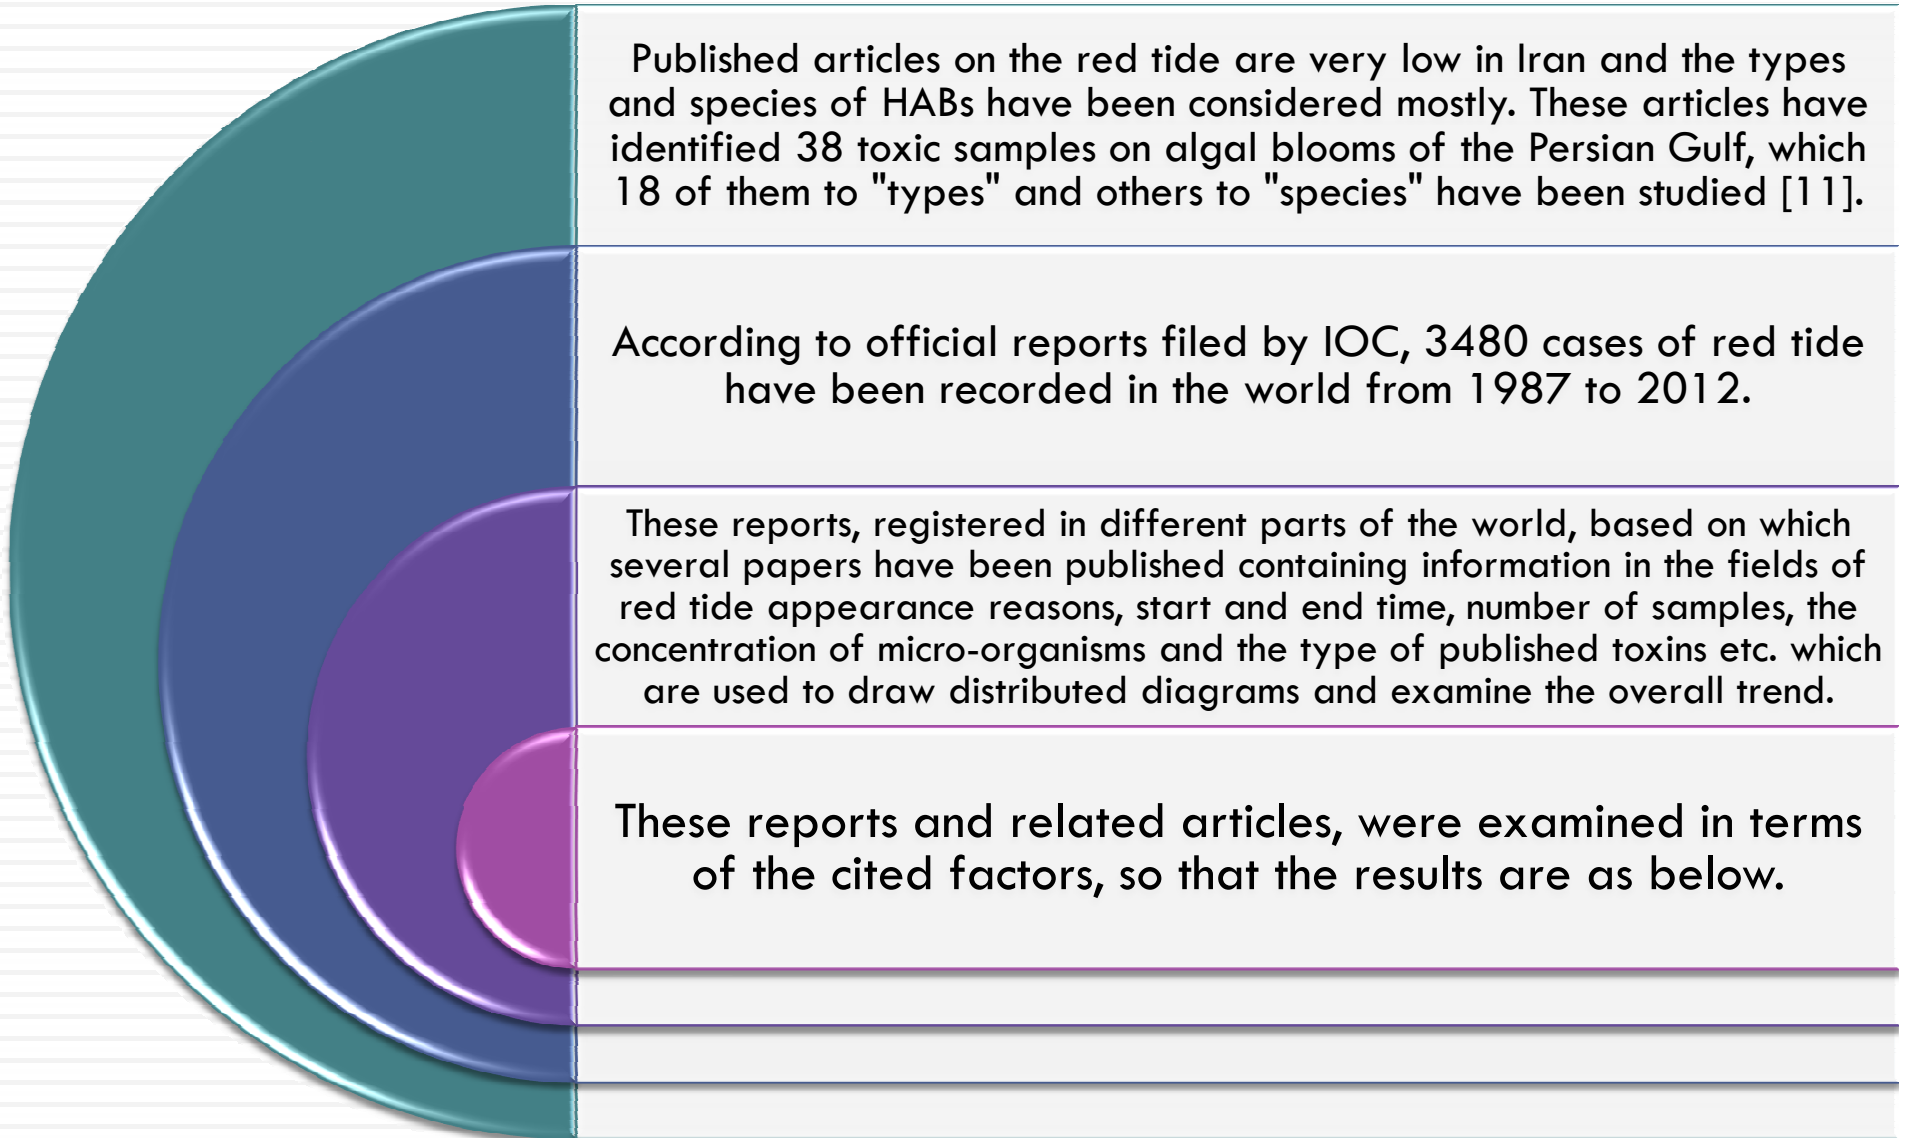 Published articles on the red tide are very low in Iran and the types
and species of HABs have been considered mostly. These articles have
identified 38 toxic samples on algal blooms of the Persian Gulf, which
18 of them to "types" and others to "species" have been studied [11].
According to official reports filed by IOC, 3480 cases of red tide
have been recorded in the world from 1987 to 2012.
These reports, registered in different parts of the world, based on which
several papers have been published containing information in the fields of
red tide appearance reasons, start and end time, number of samples, the
concentration of micro-organisms and the type of published toxins etc. which
are used to draw distributed diagrams and examine the overall trend.
These reports and related articles, were examined in terms
of the cited factors, so that the results are as below.